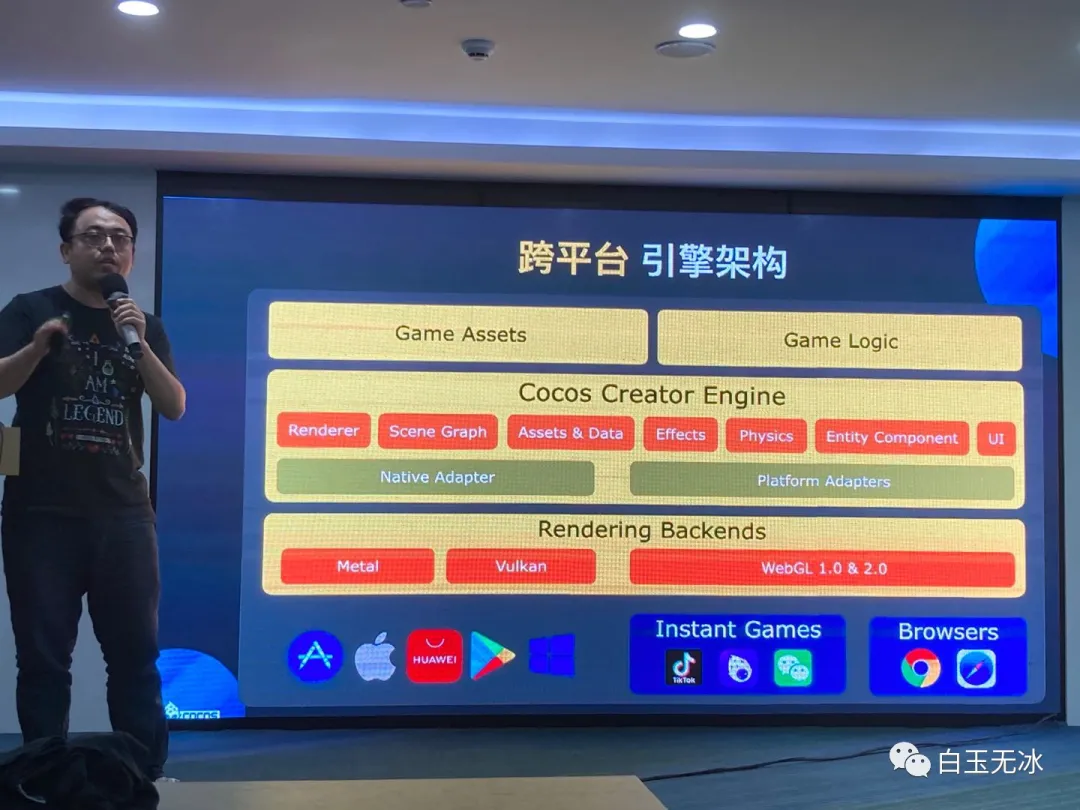 跨平台 引擎架构
Game Assets
Game Logic
Cocos Creator Engine
Renderer
Scene Graph
Assets & Data
Effects
Physics
Entity Component
UI
Native Adapter
Platform Adapters
Rendering Backends
Metal
Vulkan
WebGL 1.0 & 2.0
HUAWEI
Instant Games
TikTok
Browsers
I
AM
LEGEND
cocos
白玉无冰